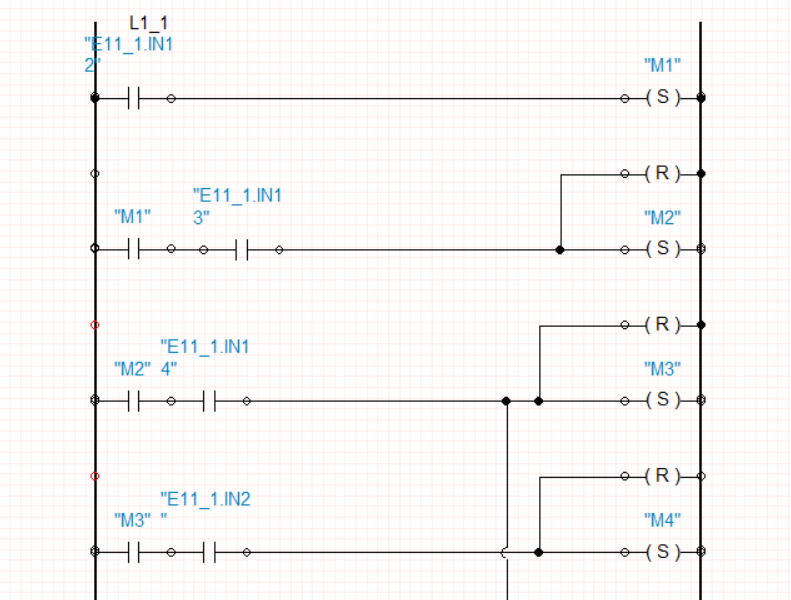 L1_1
"E11_1.IN1
2"
"M1"
( S )
( R )
"E11_1.IN1
"M1" 3"
"M2"
( S )
( R )
"E11_1.IN1
"M2" 4"
"M3"
( S )
( R )
"E11_1.IN2
"M3" "
"M4"
( S )